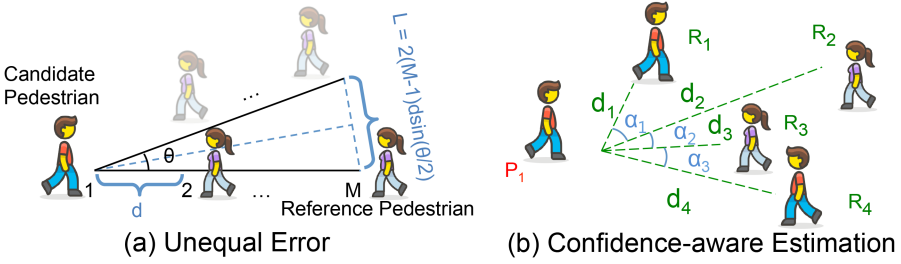 Candidate
Pedestrian
...
θ
1
d
2
...
M
L = 2(M-1)dsin(θ/2)
Reference Pedestrian
(a) Unequal Error
P1
R1
R2
R3
R4
d1
d2
d3
d4
α1
α2
α3
(b) Confidence-aware Estimation